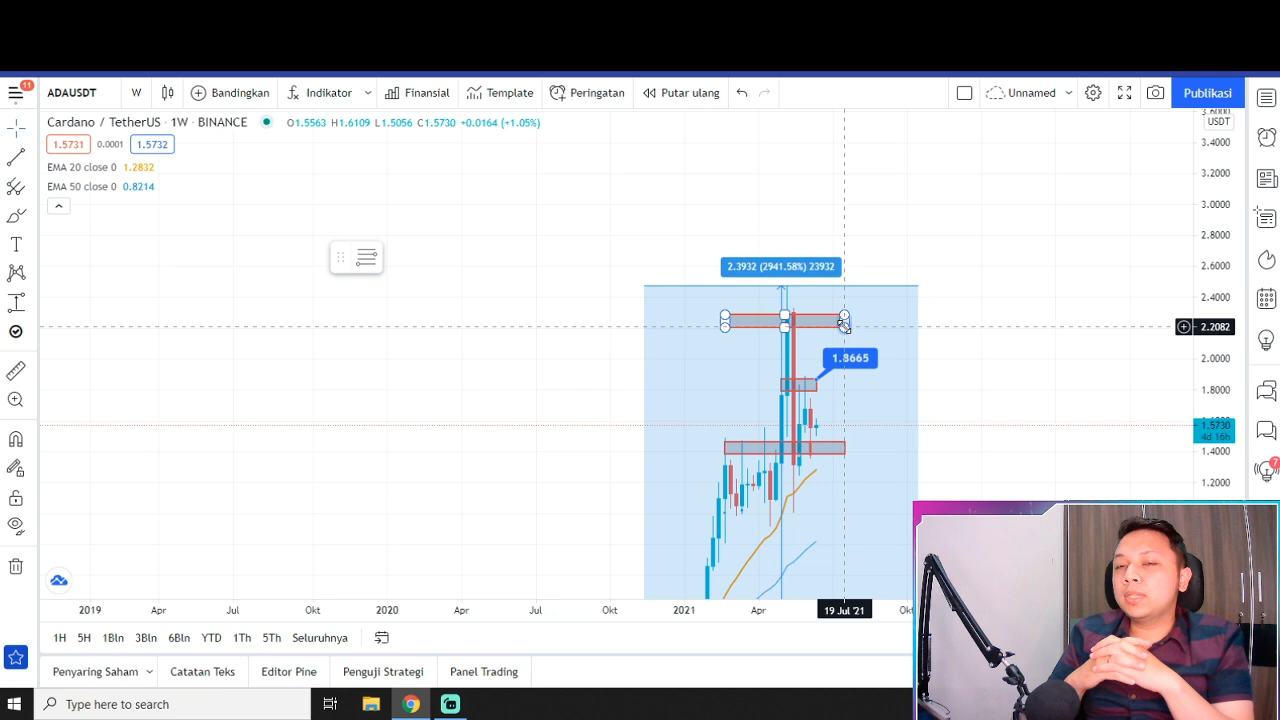 11
ADAUSDT W Bandingkan Indikator Finansial Template Peringatan Putar ulang Unnamed Publikasi
Cardano / TetherUS · 1W · BINANCE O1.5563 H1.6109 L1.5056 C1.5730 +0.0164 (+1.05%)
USDT
1.5731 0.0001 1.5732
3.4000
EMA 20 close 0 1.2832
3.2000
EMA 50 close 0 0.8214
3.0000
2.8000
2.3932 (2941.58%) 23932
2.6000
2.4000
2.2082
1.8665
2.0000
1.8000
1.5730
4d 16h
1.4000
7
1.2000
2019 Apr Jul Okt 2020 Apr Jul Okt 2021 Apr 19 Jul '21
1H 5H 1Bln 3Bln 6Bln YTD 1Th 5Th Seluruhnya
Penyaring Saham Catatan Teks Editor Pine Penguji Strategi Panel Trading
Type here to search